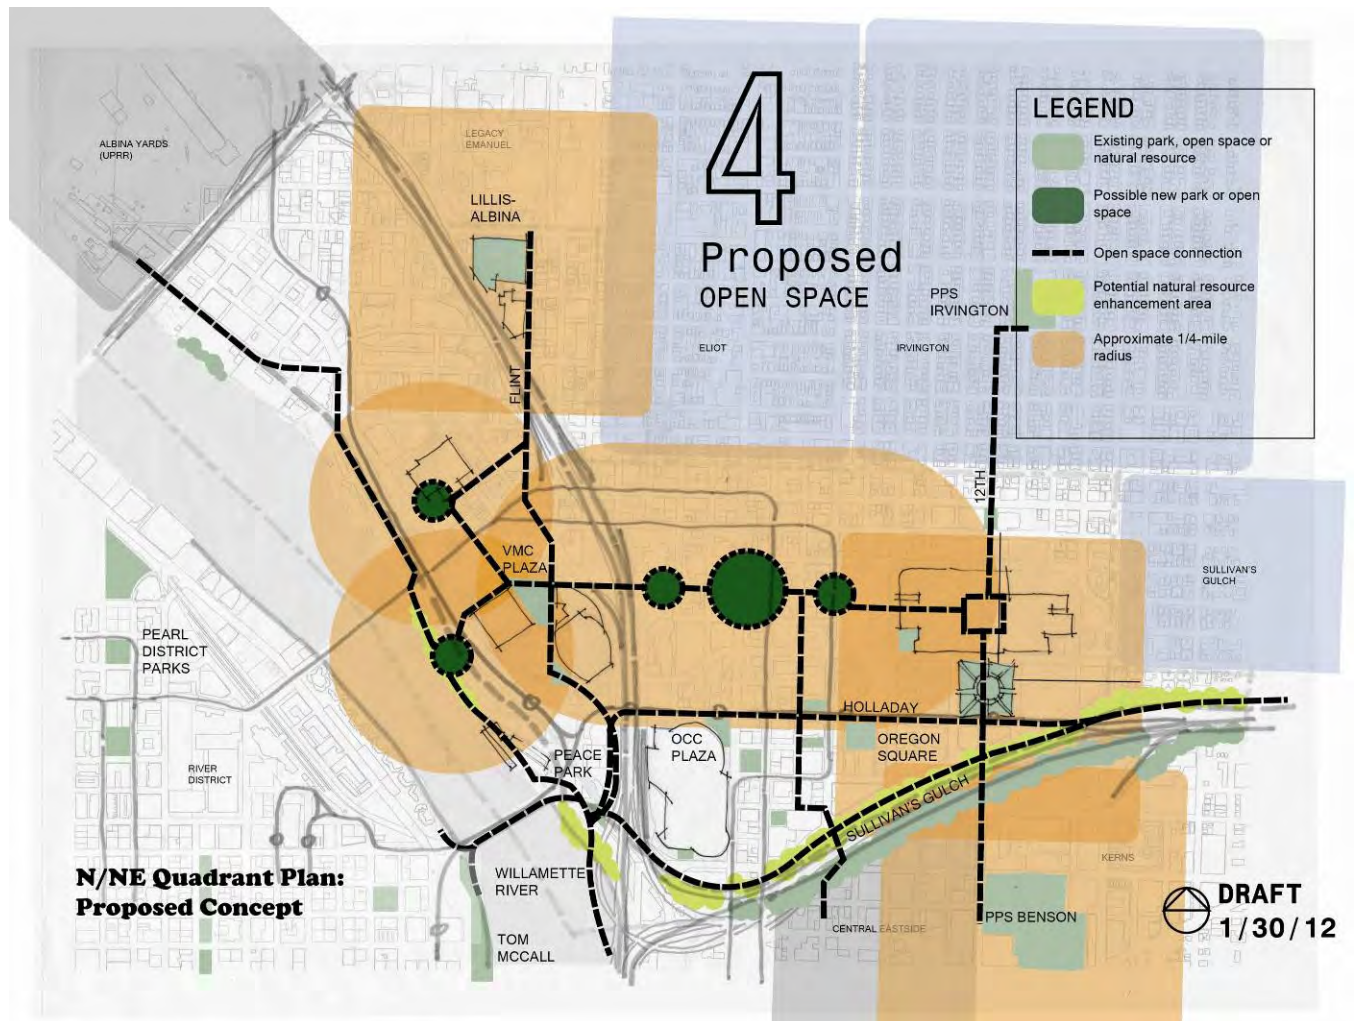 4
Proposed
OPEN SPACE
LEGEND
Existing park, open space or
natural resource
Possible new park or open
space
Open space connection
Potential natural resource
enhancement area
Approximate 1/4-mile
radius
ALBINA YARDS
(UPRR)
LEGACY
EMANUEL
LILLIS-
ALBINA
FLINT
PPS
IRVINGTON
ELIOT
IRVINGTON
12TH
VMC
PLAZA
SULLIVAN'S
GULCH
PEARL
DISTRICT
PARKS
HOLLADAY
PEACE
PARK
OCC
PLAZA
OREGON
SQUARE
RIVER
DISTRICT
SULLIVAN'S GULCH
KERNS
WILLAMETTE
RIVER
PPS BENSON
CENTRAL EASTSIDE
TOM
MCCALL
N/NE Quadrant Plan:
Proposed Concept
DRAFT
1/30/12